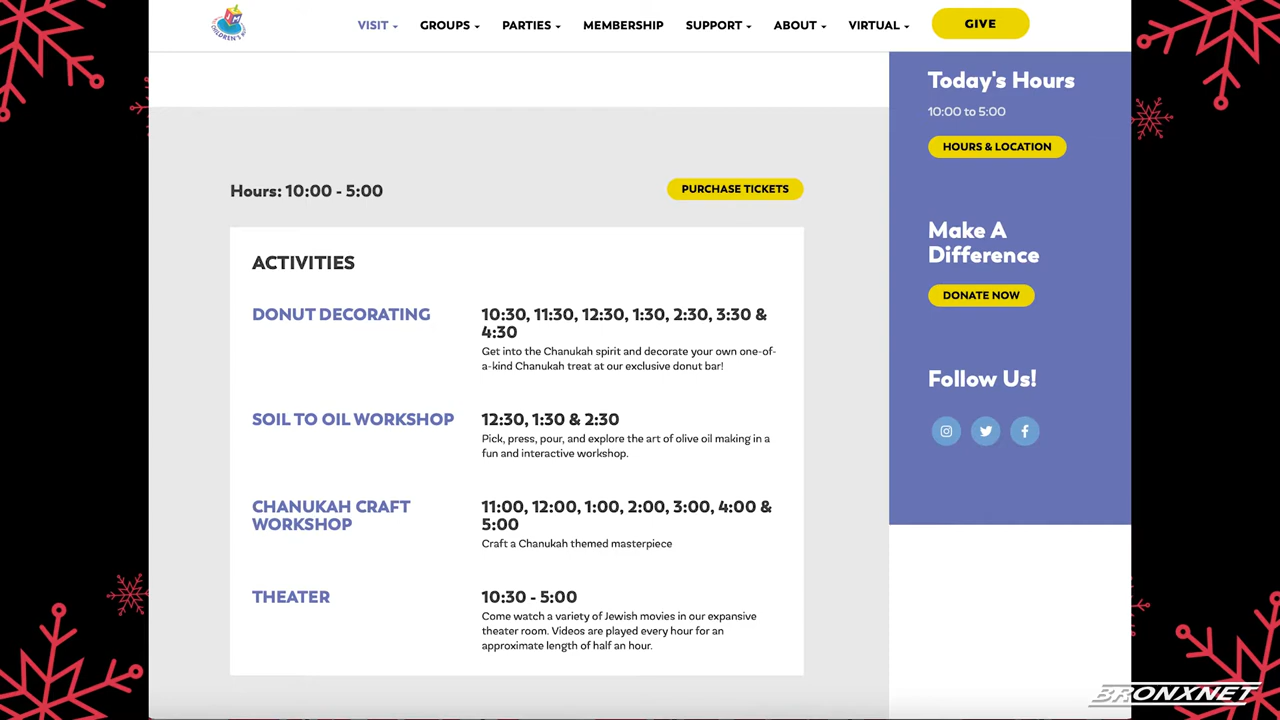 VISIT
GROUPS
PARTIES
MEMBERSHIP
SUPPORT
ABOUT
VIRTUAL
GIVE
Today's Hours
10:00 to 5:00
HOURS & LOCATION
Hours: 10:00 - 5:00
PURCHASE TICKETS
Make A
Difference
DONATE NOW
Follow Us!
ACTIVITIES
DONUT DECORATING
10:30, 11:30, 12:30, 1:30, 2:30, 3:30 &
4:30
Get into the Chanukah spirit and decorate your own one-of-
a-kind Chanukah treat at our exclusive donut bar!
SOIL TO OIL WORKSHOP
12:30, 1:30 & 2:30
Pick, press, pour, and explore the art of olive oil making in a
fun and interactive workshop.
CHANUKAH CRAFT
WORKSHOP
11:00, 12:00, 1:00, 2:00, 3:00, 4:00 &
5:00
Craft a Chanukah themed masterpiece
THEATER
10:30 - 5:00
Come watch a variety of Jewish movies in our expansive
theater room. Videos are played every hour for an
approximate length of half an hour.
BRONXNET